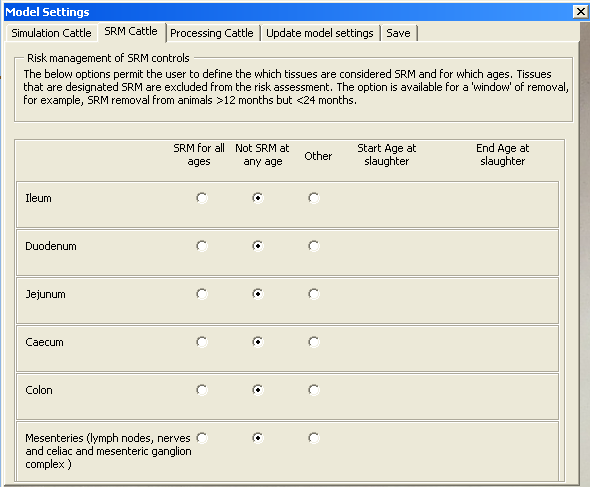 Model Settings
Simulation Cattle SRM Cattle Processing Cattle Update model settings Save
Risk management of SRM controls
The below options permit the user to define the which tissues are considered SRM and for which ages. Tissues
that are designated SRM are excluded from the risk assessment. The option is available for a 'window' of removal,
for example, SRM removal from animals >12 months but <24 months.
SRM for all ages Not SRM at any age Other Start Age at slaughter End Age at slaughter
Ileum
Duodenum
Jejunum
Caecum
Colon
Mesenteries (lymph nodes, nerves
and celiac and mesenteric ganglion
complex )